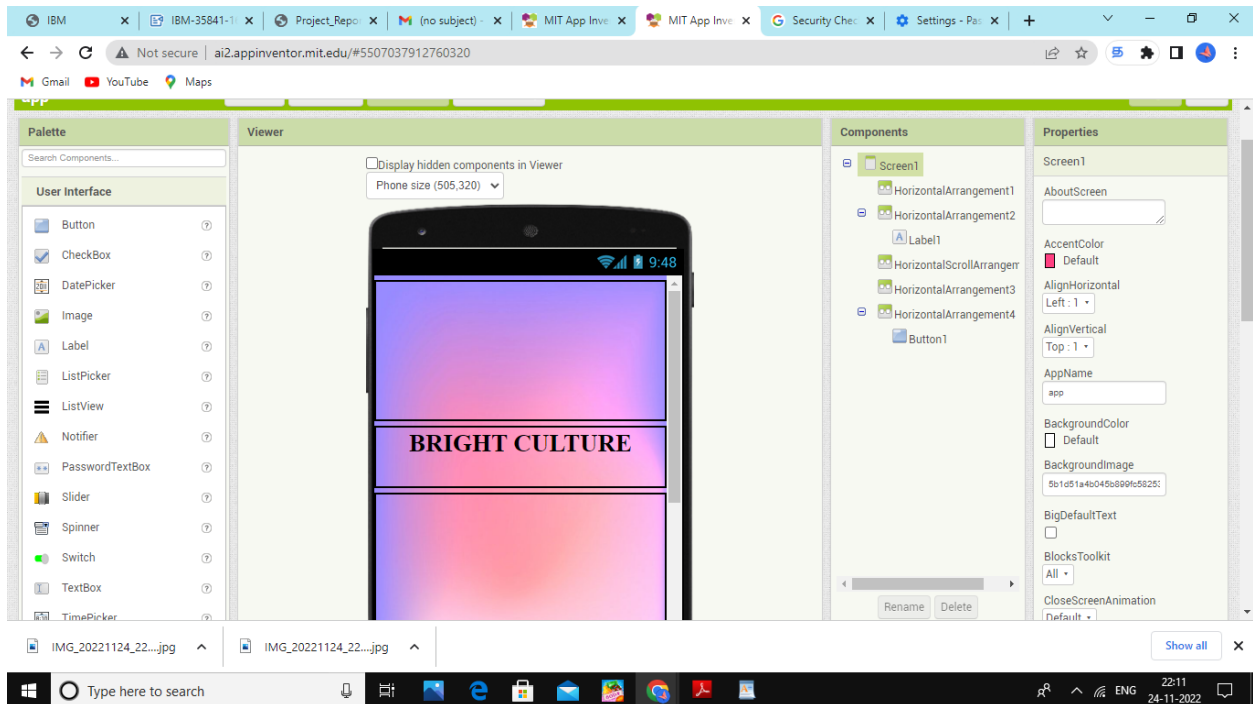 IBM
IBM-35841-1
Project_Repor
(no subject) -
MIT App Inve
MIT App Inve
Security Chec
Settings - Pas
Not secure | ai2.appinventor.mit.edu/#5507037912760320
Gmail YouTube Maps
app
Palette
Search Components...
User Interface
Button
CheckBox
DatePicker
Image
Label
ListPicker
ListView
Notifier
PasswordTextBox
Slider
Spinner
Switch
TextBox
TimePicker
Viewer
Display hidden components in Viewer
Phone size (505,320)
9:48
BRIGHT CULTURE
Components
Screen1
HorizontalArrangement1
HorizontalArrangement2
Label1
HorizontalScrollArrangem
HorizontalArrangement3
HorizontalArrangement4
Button1
Rename Delete
Properties
Screen1
AboutScreen
AccentColor
Default
AlignHorizontal
Left : 1
AlignVertical
Top : 1
AppName
app
BackgroundColor
Default
BackgroundImage
5b1d51a4b045b899fc5825:
BigDefaultText
BlocksToolkit
All
CloseScreenAnimation
Default
IMG_20221124_22....jpg
IMG_20221124_22....jpg
Show all
Type here to search
ENG
22:11
24-11-2022